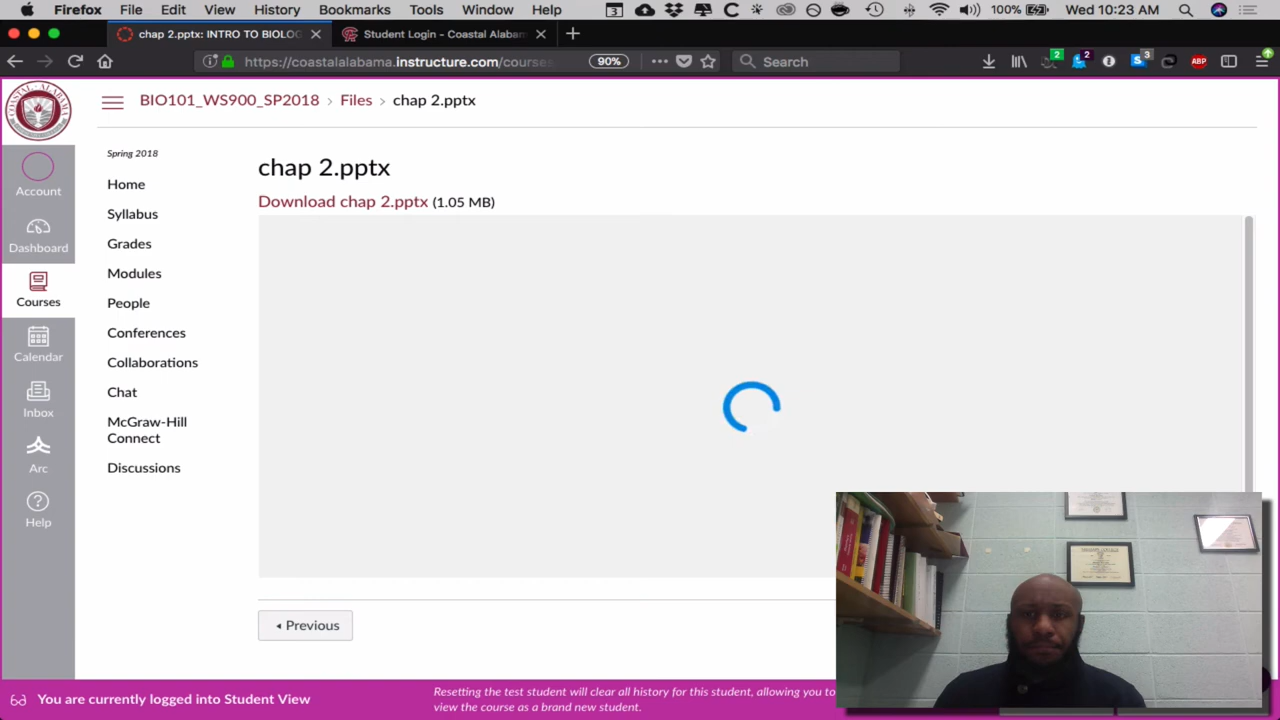 Firefox File Edit View History Bookmarks Tools Window Help 3 100% Wed 10:23 AM
chap 2.pptx: INTRO TO BIOLOG Student Login - Coastal Alabam
https://coastalalabama.instructure.com/courses 90% Search 2 2 3 ABP
BIO101_WS900_SP2018 › Files › chap 2.pptx
Spring 2018
Home
Syllabus
Grades
Modules
People
Conferences
Collaborations
Chat
McGraw-Hill
Connect
Discussions
Account
Dashboard
Courses
Calendar
Inbox
Arc
Help
chap 2.pptx
Download chap 2.pptx (1.05 MB)
Previous
You are currently logged into Student View
Resetting the test student will clear all history for this student, allowing you to
view the course as a brand new student.